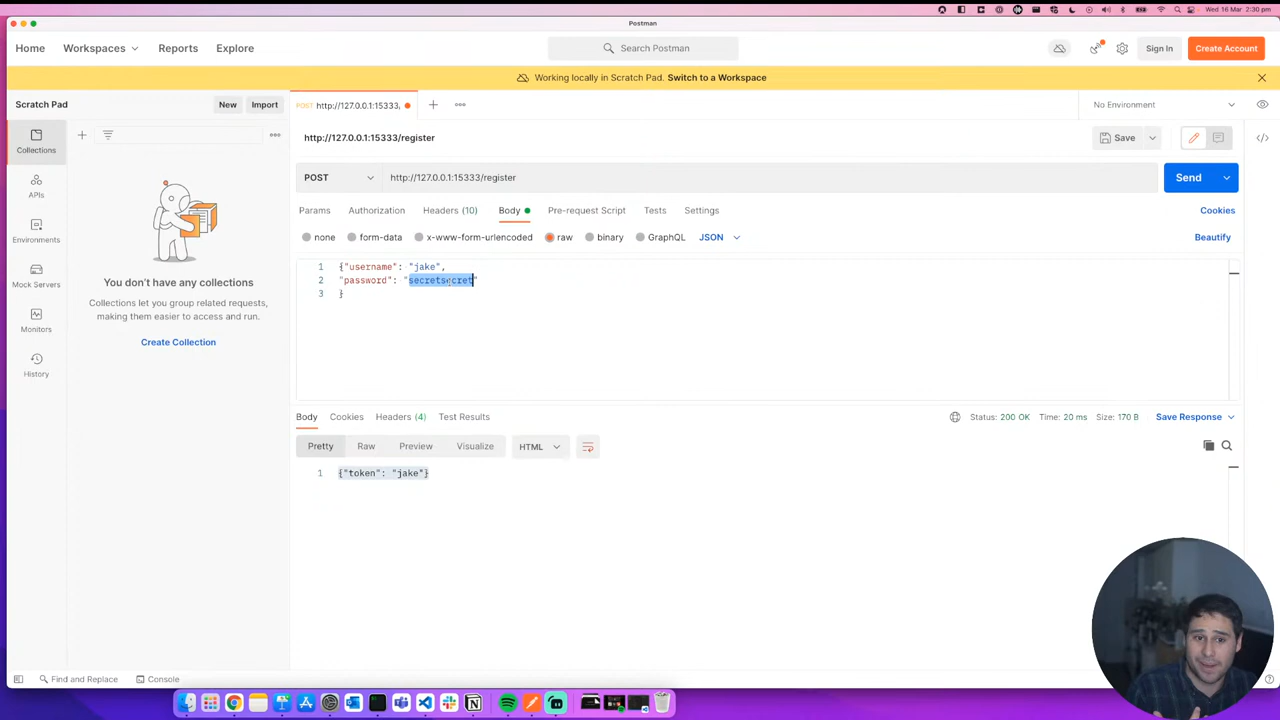 Wed 16 Mar 2:30 pm
Postman
Home Workspaces Reports Explore Search Postman Sign In Create Account
Working locally in Scratch Pad. Switch to a Workspace
Scratch Pad New Import POST http://127.0.0.1:15333, No Environment
Collections
http://127.0.0.1:15333/register Save
POST http://127.0.0.1:15333/register Send
APIs
Params Authorization Headers (10) Body Pre-request Script Tests Settings Cookies
Environments
none form-data x-www-form-urlencoded raw binary GraphQL JSON Beautify
1 {"username": "jake",
2 "password": "secretsecret"
3 }
Mock Servers
You don't have any collections
Collections let you group related requests,
making them easier to access and run.
Monitors
Create Collection
History
Body Cookies Headers (4) Test Results Status: 200 OK Time: 20 ms Size: 170 B Save Response
Pretty Raw Preview Visualize HTML
1 {"token": "jake"}
Find and Replace Console